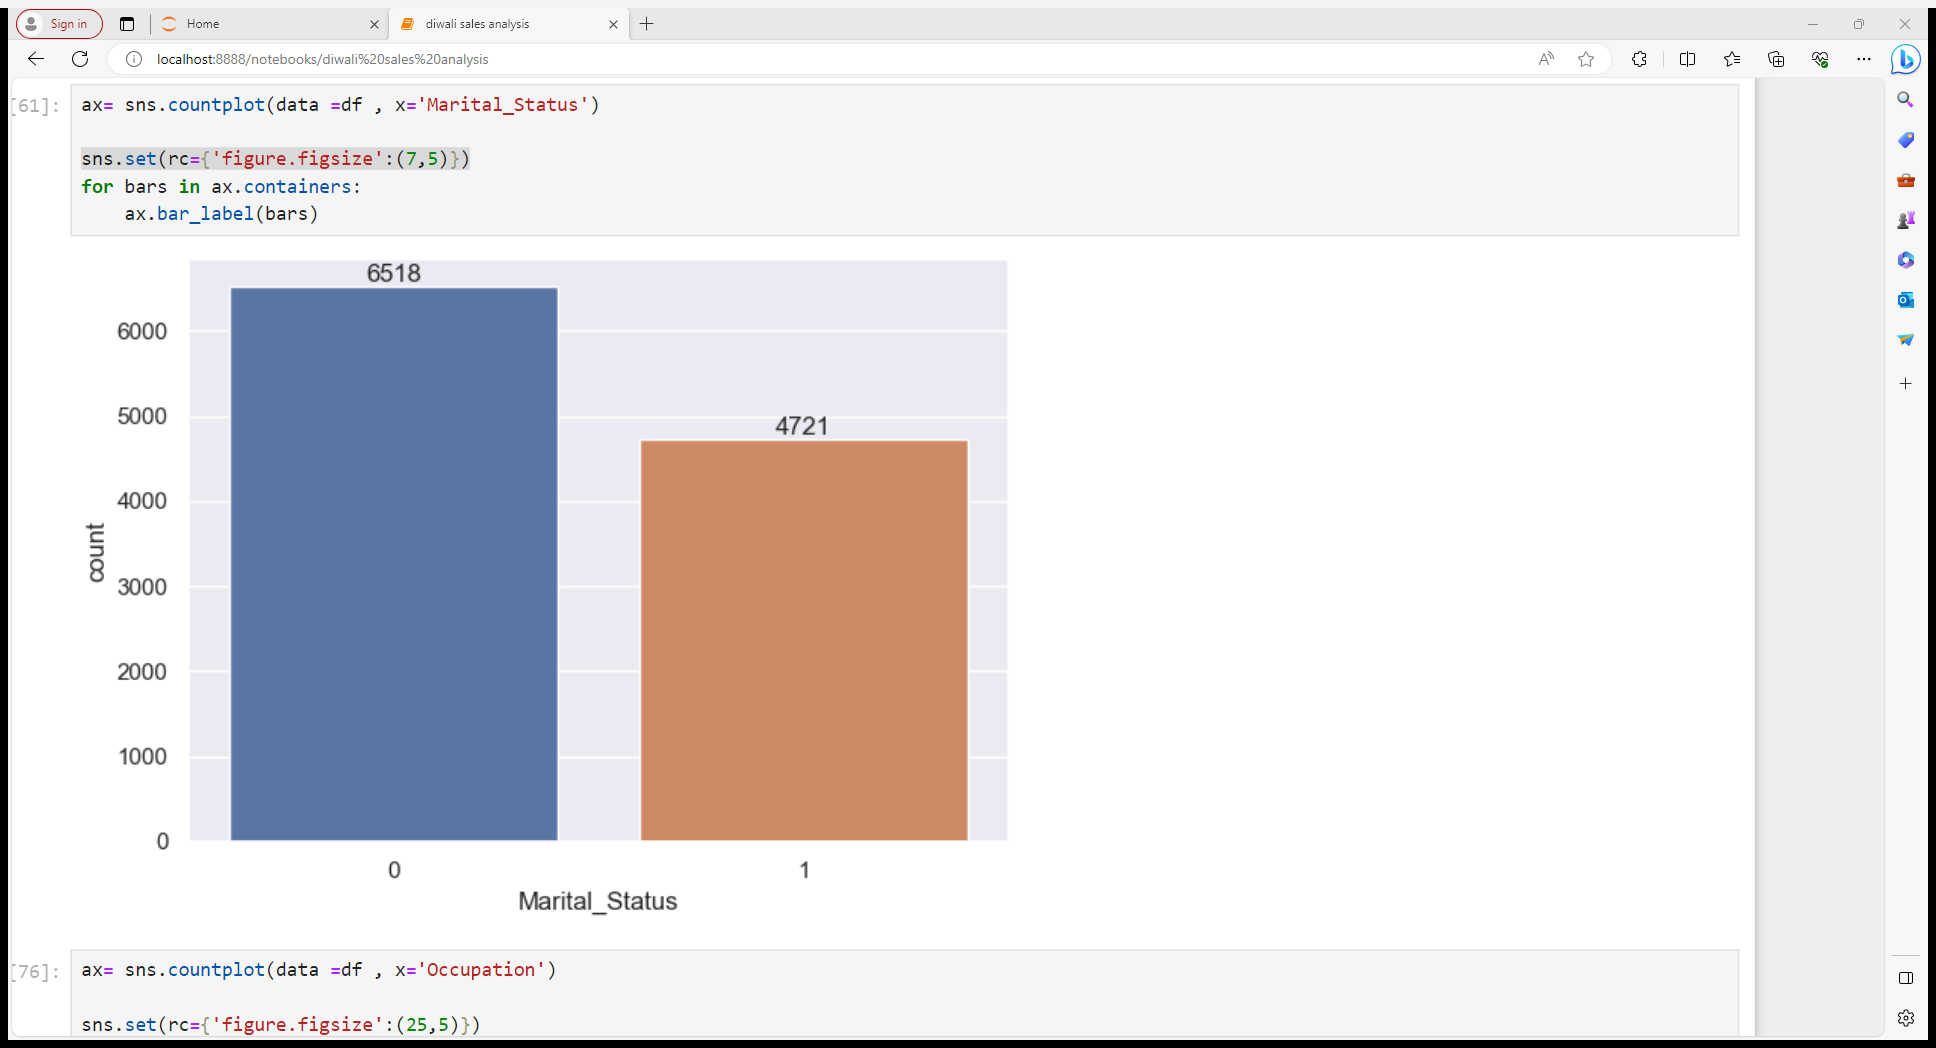 Sign in
Home
diwali sales analysis
localhost:8888/notebooks/diwali%20sales%20analysis
[61]:
ax= sns.countplot(data =df , x='Marital_Status')
sns.set(rc={'figure.figsize':(7,5)})
for bars in ax.containers:
    ax.bar_label(bars)
6518
6000
5000
4721
4000
count
3000
2000
1000
0
0
1
Marital_Status
[76]:
ax= sns.countplot(data =df , x='Occupation')
sns.set(rc={'figure.figsize':(25,5)})